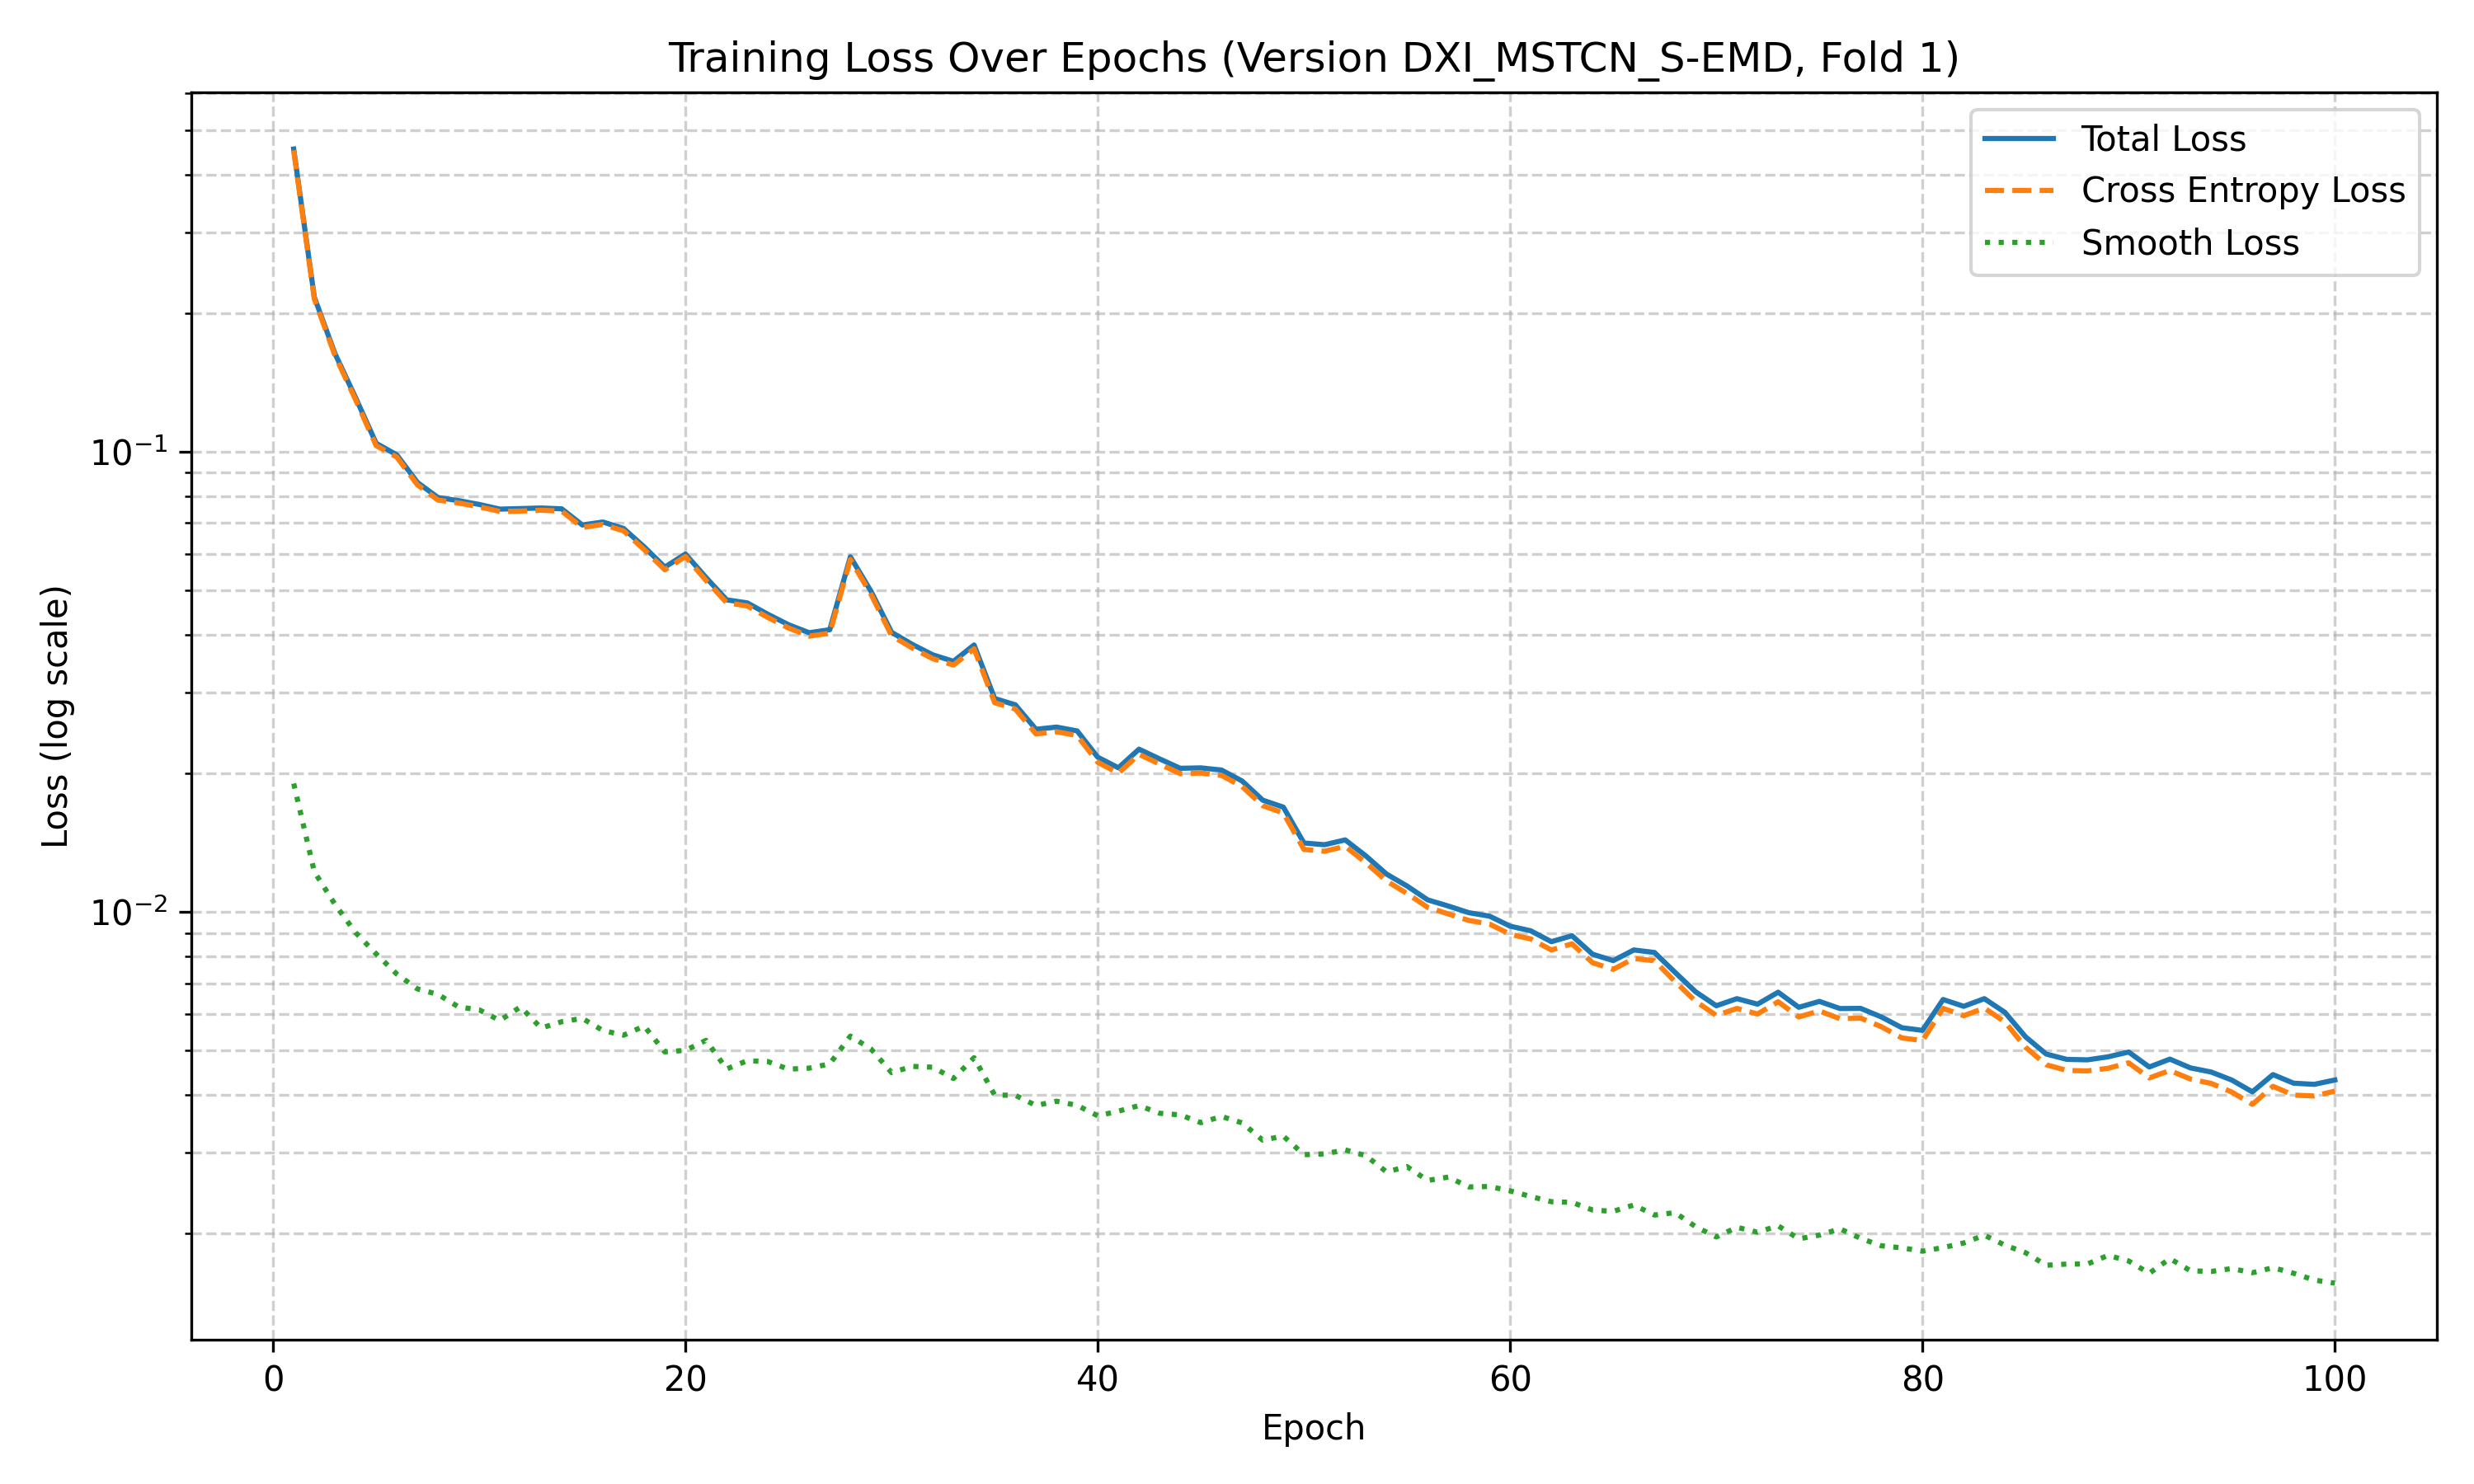 Training Loss Over Epochs (Version DXI_MSTCN_S-EMD, Fold 1)
Total Loss
Cross Entropy Loss
Smooth Loss
Loss (log scale)
10⁻¹
10⁻²
0 20 40 60 80 100
Epoch